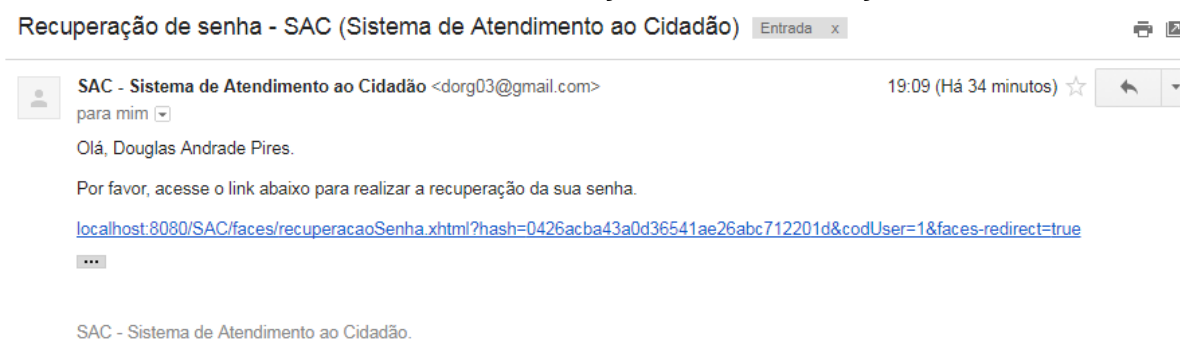 Recuperação de senha - SAC (Sistema de Atendimento ao Cidadão) Entrada x
SAC - Sistema de Atendimento ao Cidadão <dorg03@gmail.com> 19:09 (Há 34 minutos)
para mim
Olá, Douglas Andrade Pires.
Por favor, acesse o link abaixo para realizar a recuperação da sua senha.
localhost:8080/SAC/faces/recuperacaoSenha.xhtml?hash=0426acba43a0d36541ae26abc712201d&codUser=1&faces-redirect=true
...
SAC - Sistema de Atendimento ao Cidadão.